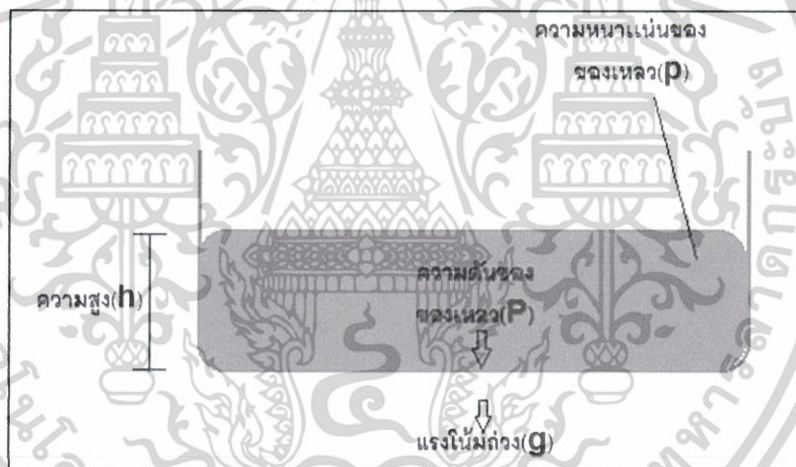 ความหนาแน่นของ
ของเหลว(p)
ความสูง(h)
ความดันของ
ของเหลว(P)
แรงโน้มถ่วง(g)